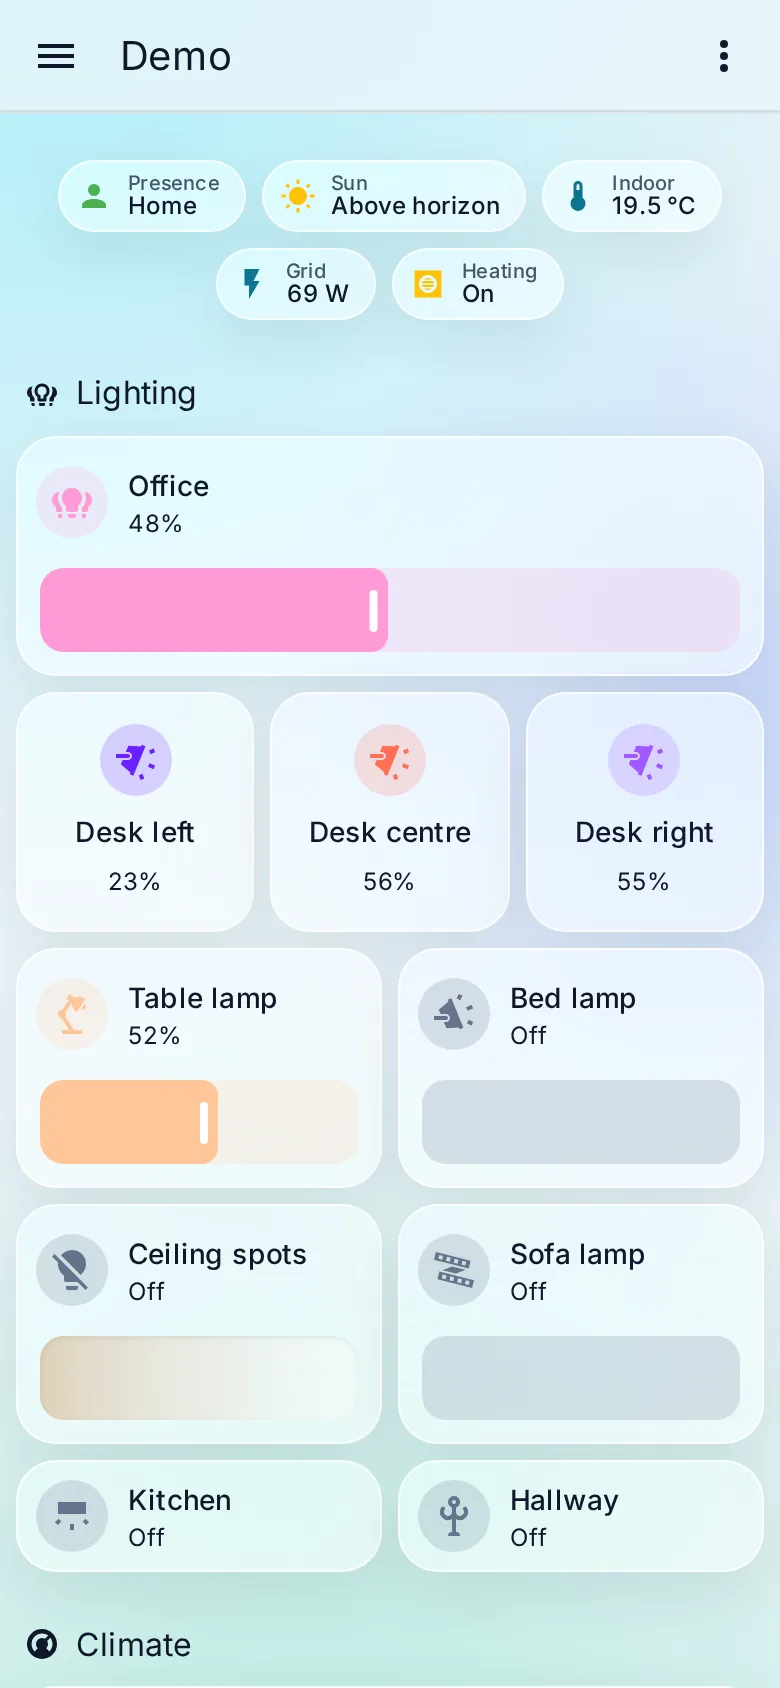 Demo
Presence
Home
Sun
Above horizon
Indoor
19.5 °C
Grid
69 W
Heating
On
Lighting
Office
48%
Desk left
23%
Desk centre
56%
Desk right
55%
Table lamp
52%
Bed lamp
Off
Ceiling spots
Off
Sofa lamp
Off
Kitchen
Off
Hallway
Off
Climate